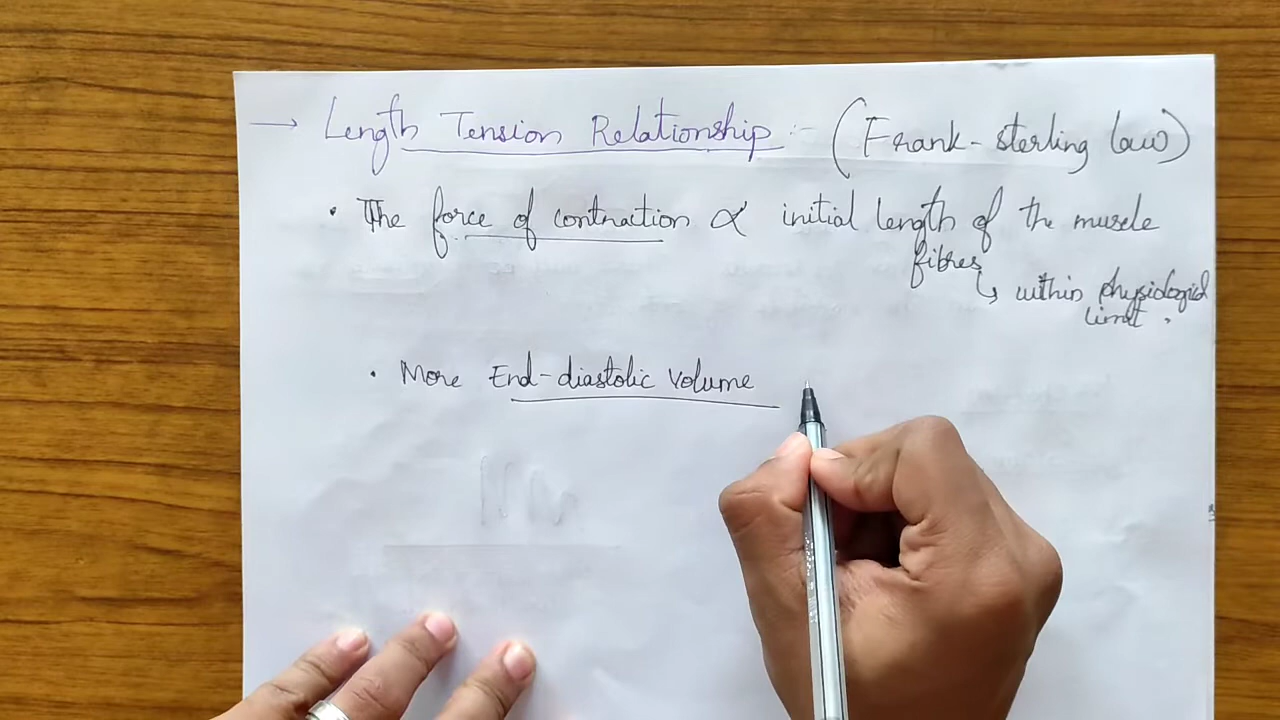 → Length Tension Relationship :- (Frank-sterling law)
• The force of contraction ∝ initial length of the muscle
fibres
↳ within physiological
limit.
• More End-diastolic Volume